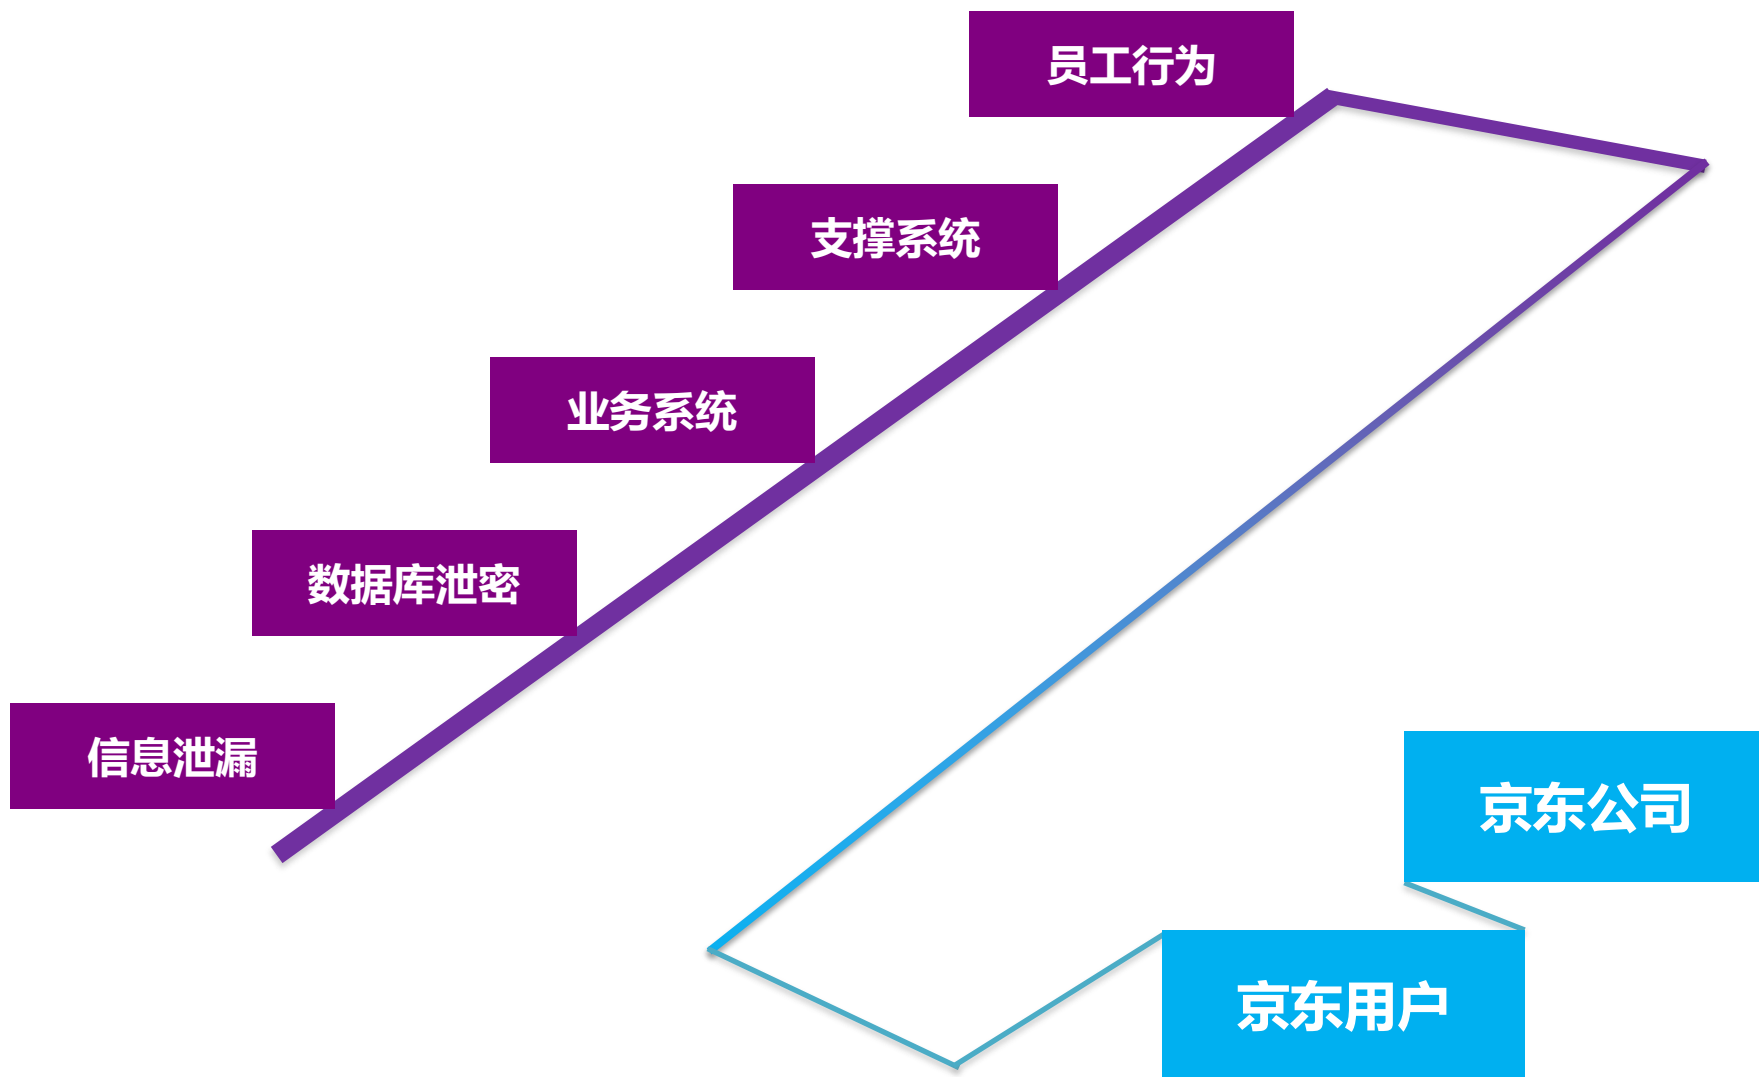 员工行为
支撑系统
业务系统
数据库泄密
信息泄漏
京东公司
京东用户